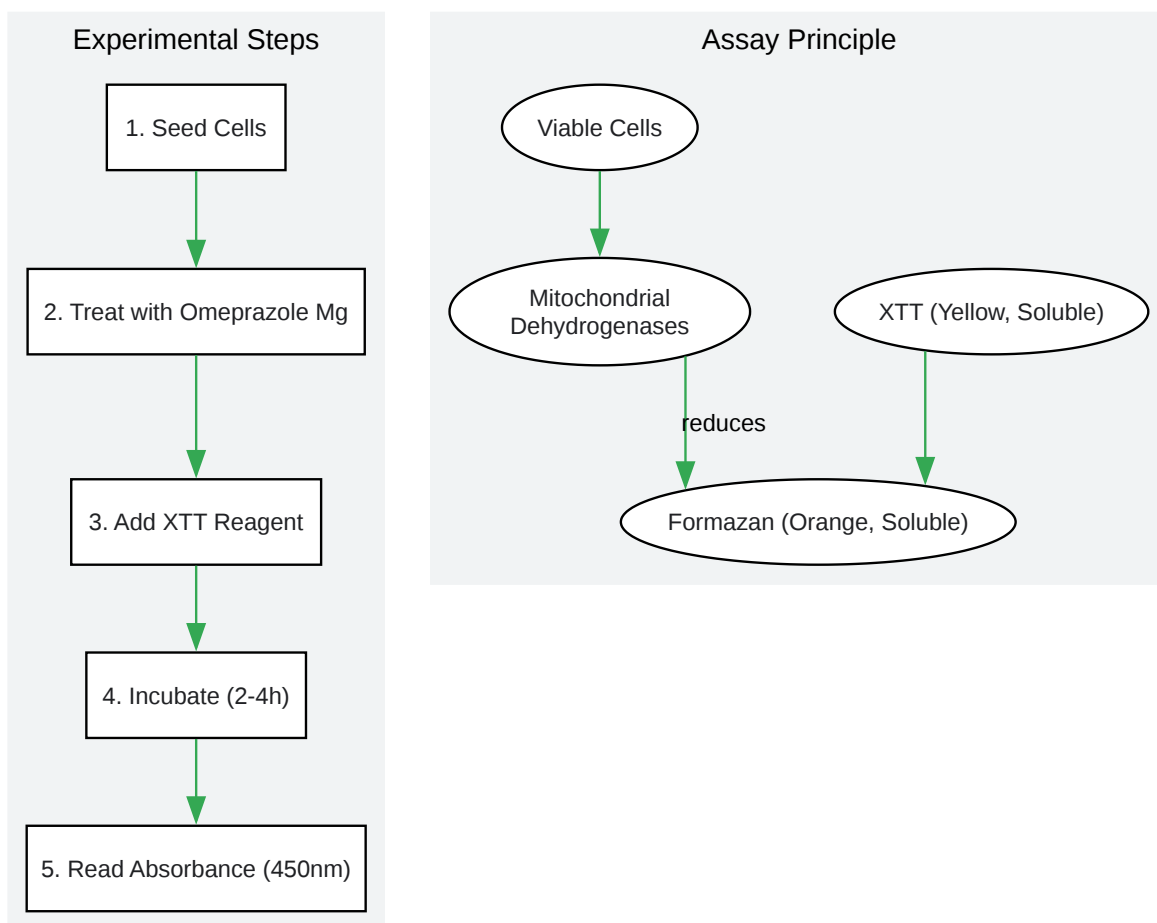 Experimental Steps
1. Seed Cells
2. Treat with Omeprazole Mg
3. Add XTT Reagent
4. Incubate (2-4h)
5. Read Absorbance (450nm)
Assay Principle
Viable Cells
Mitochondrial
Dehydrogenases
XTT (Yellow, Soluble)
reduces
Formazan (Orange, Soluble)